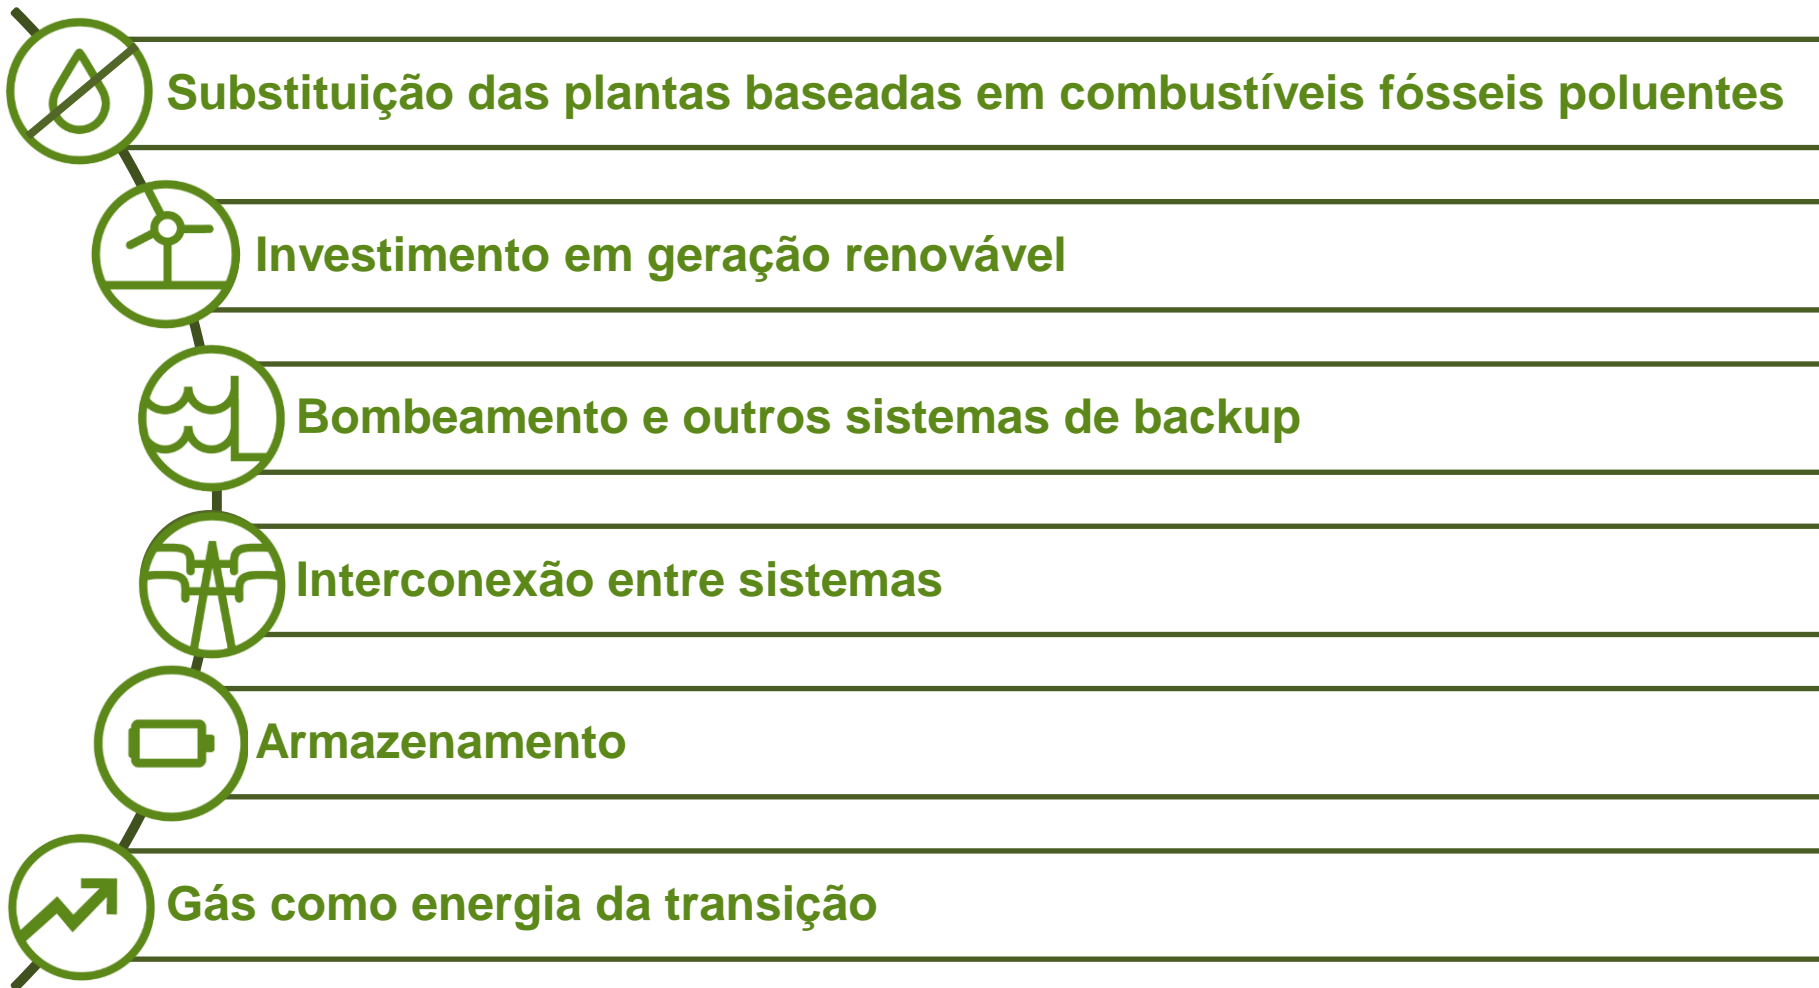 Substituição das plantas baseadas em combustíveis fósseis poluentes
Investimento em geração renovável
Bombeamento e outros sistemas de backup
Interconexão entre sistemas
Armazenamento
Gás como energia da transição